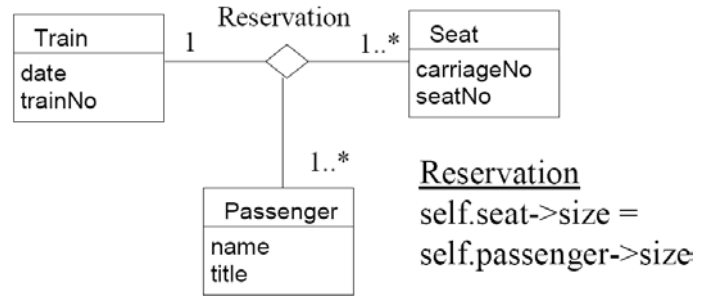 Reservation
Train
1
1..*
Seat
date
trainNo
carriageNo
seatNo
1..*
Passenger
name
title
Reservation
self.seat->size =
self.passenger->size